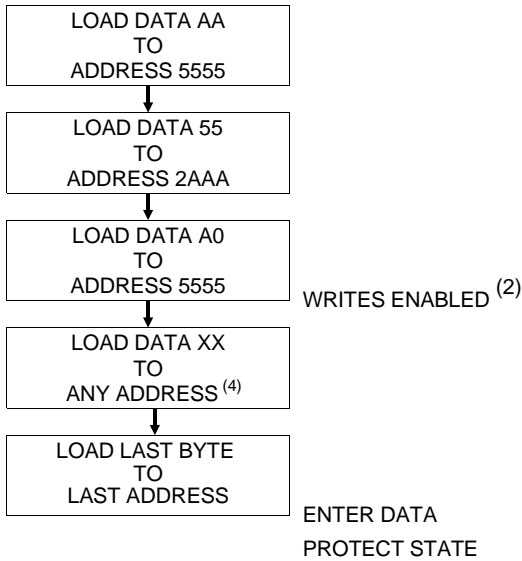 LOAD DATA AA
TO
ADDRESS 5555
LOAD DATA 55
TO
ADDRESS 2AAA
LOAD DATA A0
TO
ADDRESS 5555
WRITES ENABLED (2)
LOAD DATA XX
TO
ANY ADDRESS (4)
LOAD LAST BYTE
TO
LAST ADDRESS
ENTER DATA
PROTECT STATE